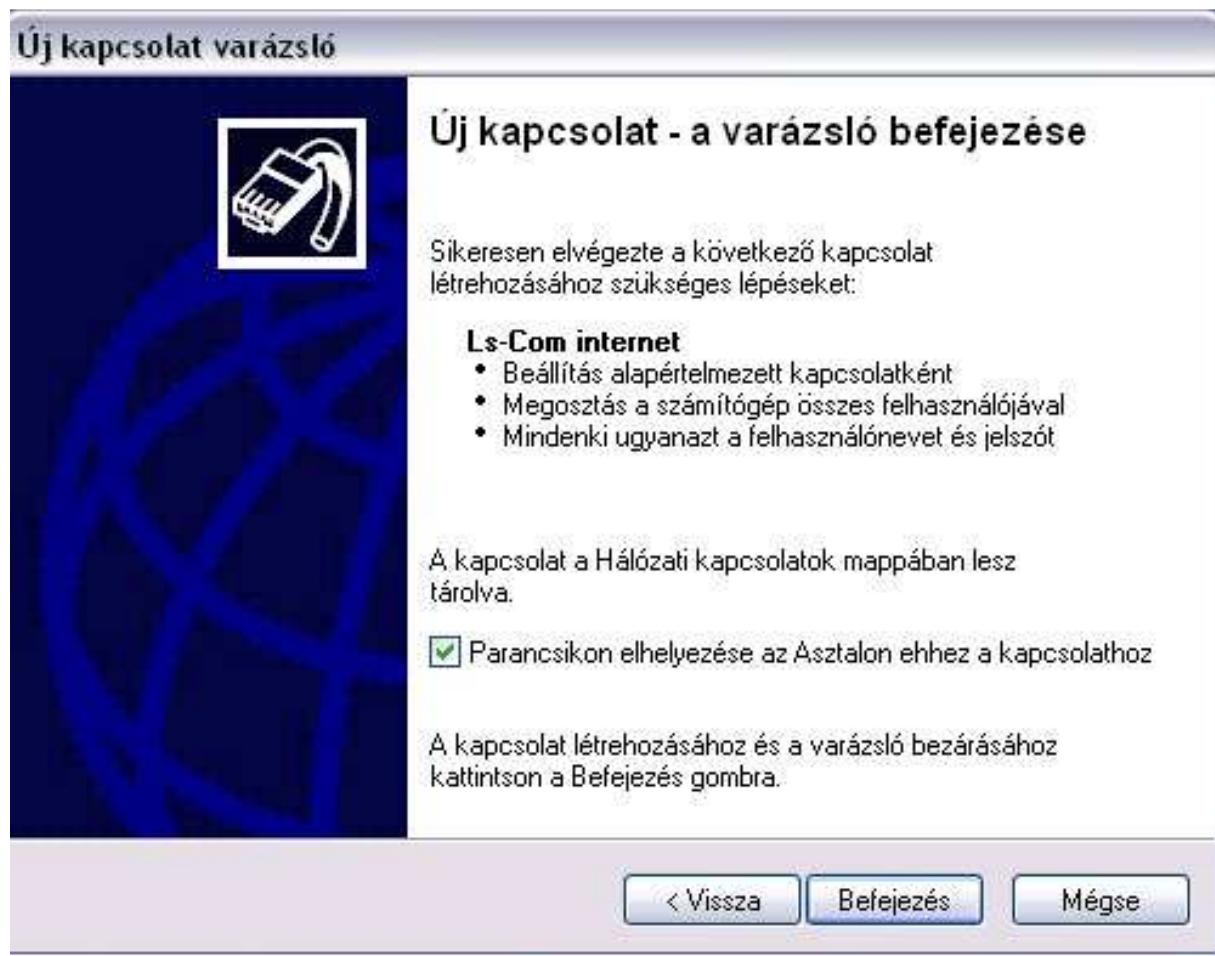 Új kapcsolat varázsló
Új kapcsolat - a varázsló befejezése
Sikeresen elvégezte a következő kapcsolat
létrehozásához szükséges lépéseket:
Ls-Com internet
• Beállítás alapértelmezett kapcsolatként
• Megosztás a számítógép összes felhasználójával
• Mindenki ugyanazt a felhasználónevet és jelszót
A kapcsolat a Hálózati kapcsolatok mappában lesz
tárolva.
Parancsikon elhelyezése az Asztalon ehhez a kapcsolathoz
A kapcsolat létrehozásához és a varázsló bezárásához
kattintson a Befejezés gombra.
< Vissza Befejezés Mégse